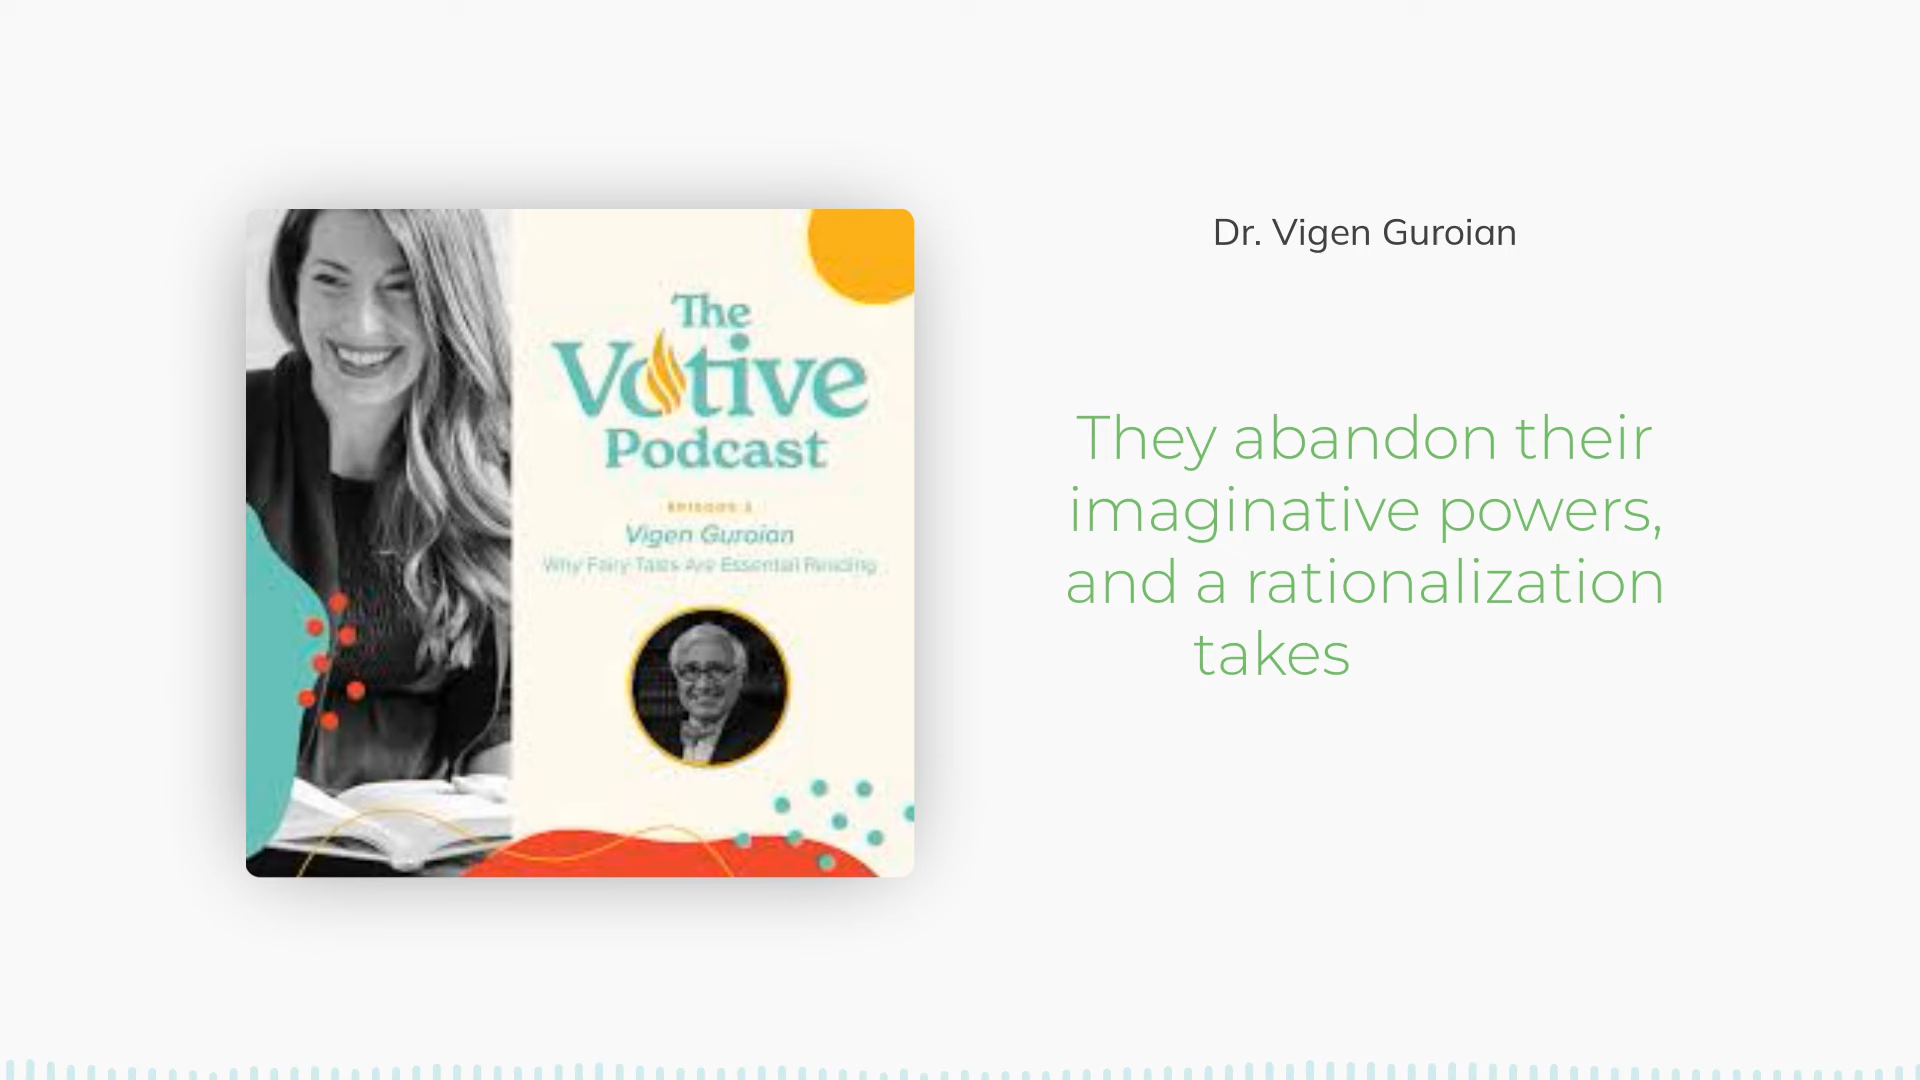 The
Votive
Podcast
Vigen Guroian
Why Fairy Tales Are Essential Reading
Dr. Vigen Guroian
They abandon their
imaginative powers,
and a rationalization
takes